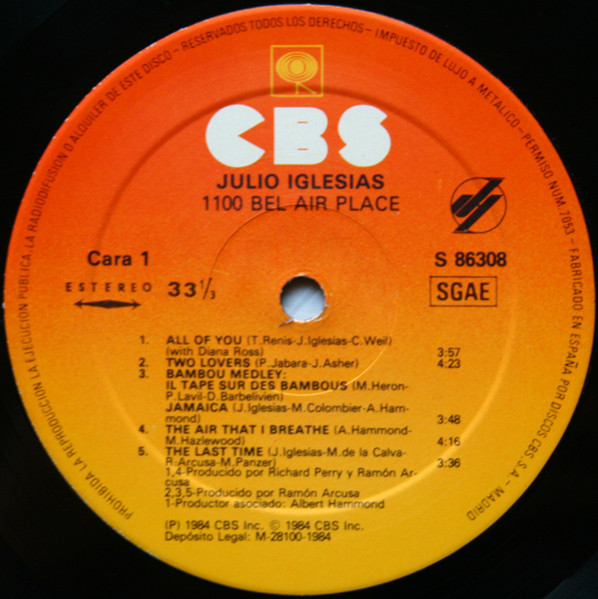 PROHIBIDA LA REPRODUCCION, LA EJECUCION PUBLICA, LA RADIODIFUSION O ALQUILER DE ESTE DISCO - RESERVADOS TODOS LOS DERECHOS - IMPUESTO DE LUJO A METALICO - PERMISO NUM. 7053 - FABRICADO EN ESPAÑA POR DISCOS CBS, S.A. - MADRID
CBS
JULIO IGLESIAS
1100 BEL AIR PLACE
Cara 1
S 86308
ESTEREO 33 1/3
SGAE
1. ALL OF YOU (T.Renis-J.Iglesias-C.Weil)
(with Diana Ross) 3:57
2. TWO LOVERS (P.Jabara-J.Asher) 4:23
3. BAMBOU MEDLEY:
IL TAPE SUR DES BAMBOUS (M.Heron-
P.Lavil-D.Barbelivien)
JAMAICA (J.Iglesias-M.Colombier-A.Ham-
mond) 3:48
4. THE AIR THAT I BREATHE (A.Hammond-
M.Hazlewood) 4:16
5. THE LAST TIME (J.Iglesias-M.de la Calva-
R.Arcusa-M.Panzer) 3:36
1,4-Producido por Richard Perry y Ramón Ar-
cusa
2,3,5-Producido por Ramón Arcusa
1-Productor asociado: Albert Hammond
(P) 1984 CBS Inc. © 1984 CBS Inc.
Depósito Legal: M-28100-1984